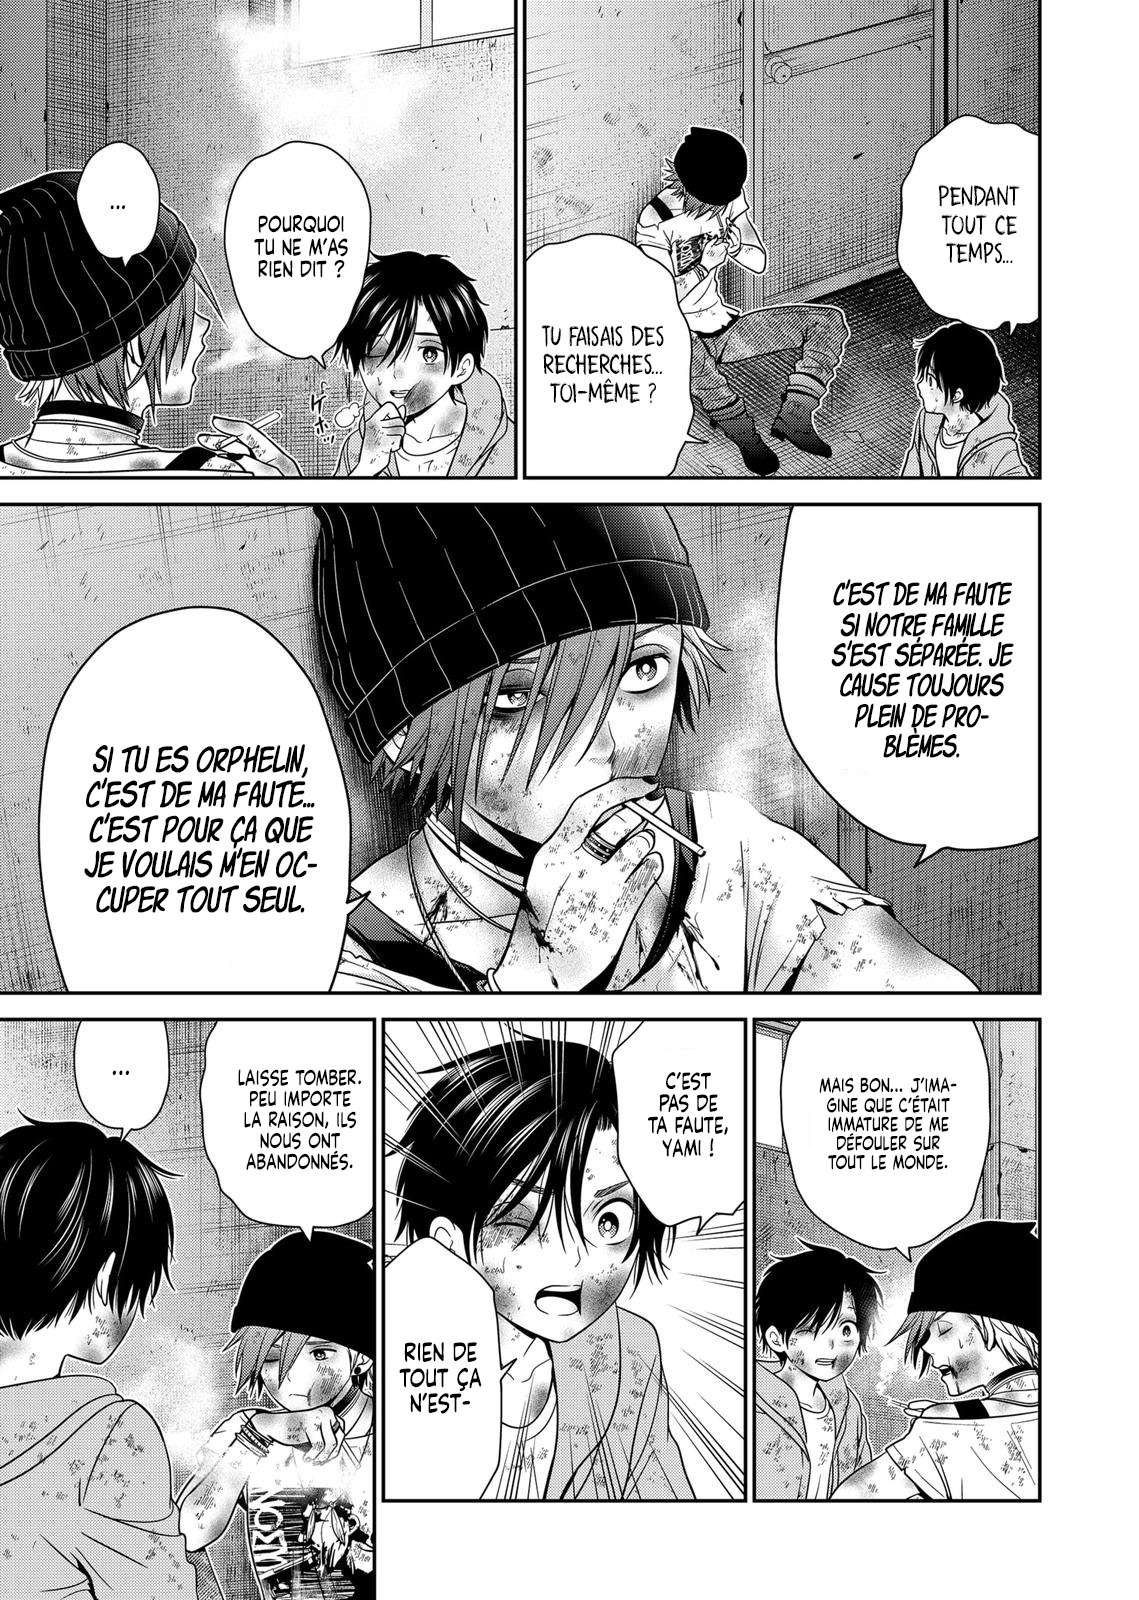 PENDANT
TOUT CE
TEMPS...
TU FAISAIS DES
RECHERCHES...
TOI-MÊME ?
POURQUOI
TU NE M'AS
RIEN DIT ?
...
ケホッ
C'EST DE MA FAUTE
SI NOTRE FAMILLE
S'EST SÉPARÉE. JE
CAUSE TOUJOURS
PLEIN DE PRO-
BLÈMES.
SI TU ES ORPHELIN,
C'EST DE MA FAUTE...
C'EST POUR ÇA QUE
JE VOULAIS M'EN OC-
CUPER TOUT SEUL.
MAIS BON... J'IMA-
GINE QUE C'ÉTAIT
IMMATURE DE ME
DÉFOULER SUR
TOUT LE MONDE.
C'EST
PAS DE
TA FAUTE,
YAMI !
RIEN DE
TOUT ÇA
N'EST-
LAISSE TOMBER.
PEU IMPORTE
LA RAISON, ILS
NOUS ONT
ABANDONNÉS.
...